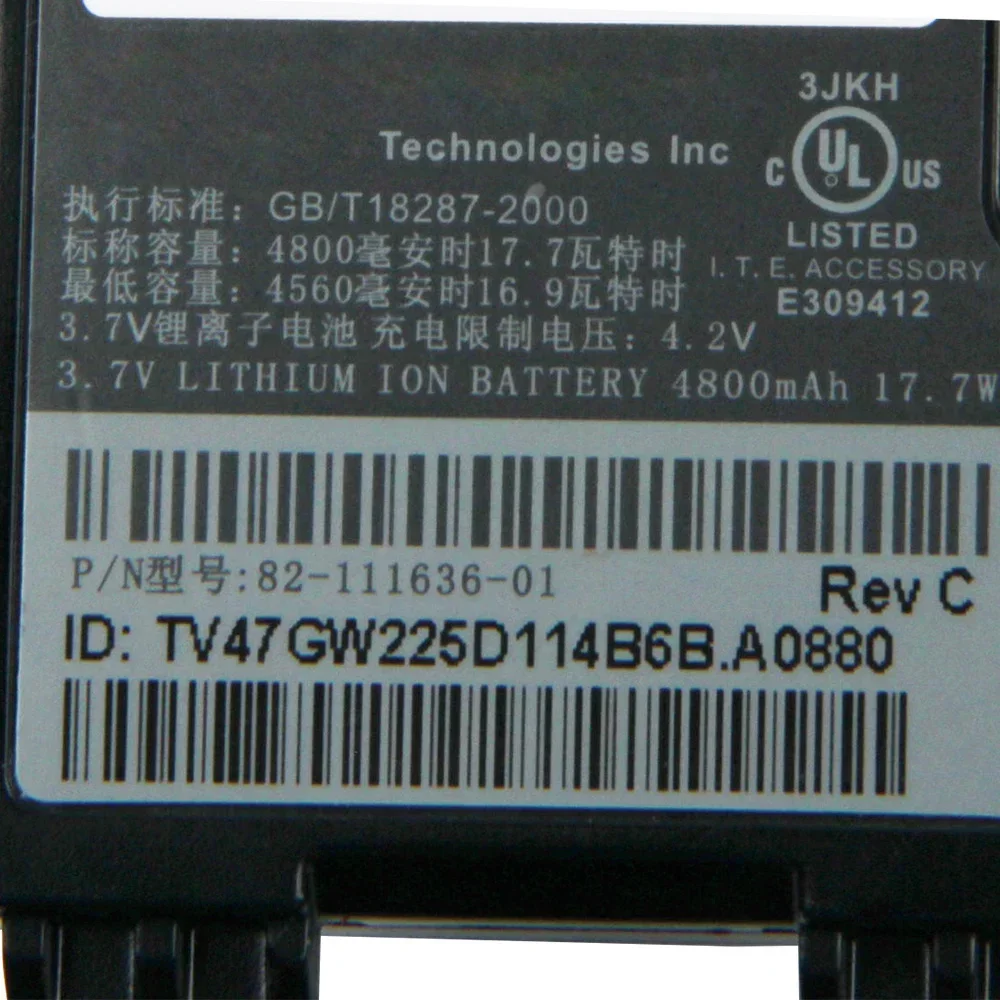 3JKH
Technologies Inc
C UL US
LISTED
I.T.E. ACCESSORY
E309412
执行标准：GB/T18287-2000
标称容量：4800毫安时17.7瓦特时
最低容量：4560毫安时16.9瓦特时
3.7V锂离子电池 充电限制电压：4.2V
3.7V LITHIUM ION BATTERY 4800mAh 17.7W
P/N型号:82-111636-01
Rev C
ID: TV47GW225D114B6B.A0880